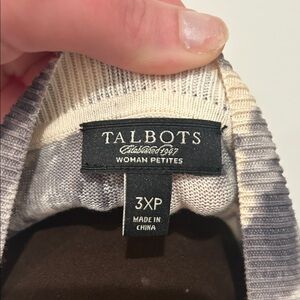 TALBOTS
Established 1947
WOMAN PETITES
3XP
MADE IN
CHINA